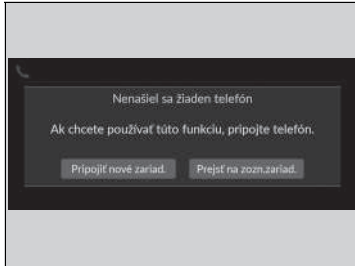 Nenašiel sa žiaden telefón
Ak chcete používať túto funkciu, pripojte telefón.
Pripojiť nové zariad.
Prejsť na zozn.zariad.